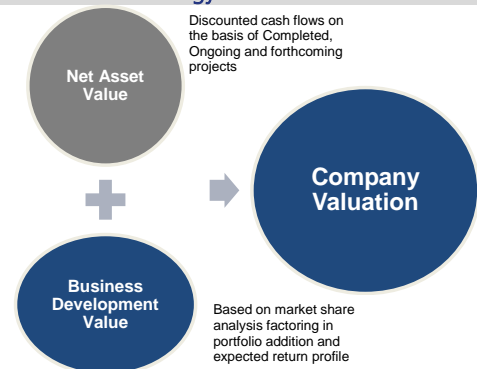 Discounted cash flows on
the basis of Completed,
Ongoing and forthcoming
projects
Net Asset
Value
Company
Valuation
Business
Development
Value
Based on market share
analysis factoring in
portfolio addition and
expected return profile